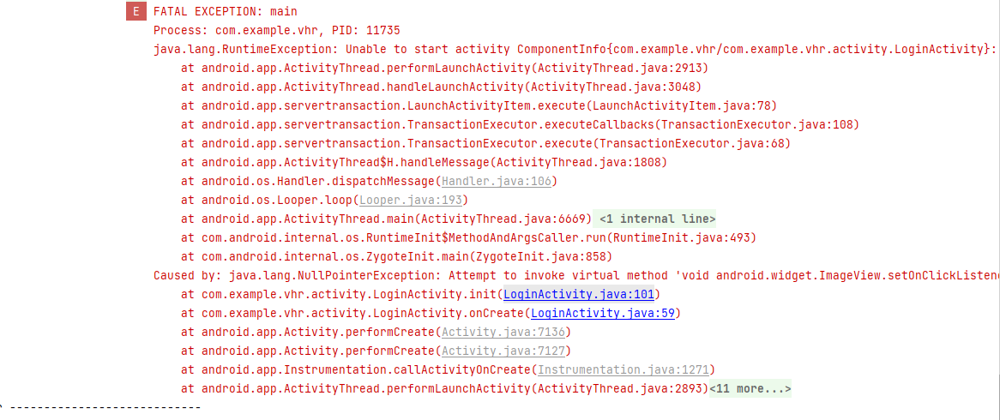 E FATAL EXCEPTION: main
Process: com.example.vhr, PID: 11735
java.lang.RuntimeException: Unable to start activity ComponentInfo{com.example.vhr/com.example.vhr.activity.LoginActivity}:
at android.app.ActivityThread.performLaunchActivity(ActivityThread.java:2913)
at android.app.ActivityThread.handleLaunchActivity(ActivityThread.java:3048)
at android.app.servertransaction.LaunchActivityItem.execute(LaunchActivityItem.java:78)
at android.app.servertransaction.TransactionExecutor.executeCallbacks(TransactionExecutor.java:108)
at android.app.servertransaction.TransactionExecutor.execute(TransactionExecutor.java:68)
at android.app.ActivityThread$H.handleMessage(ActivityThread.java:1808)
at android.os.Handler.dispatchMessage(Handler.java:106)
at android.os.Looper.loop(Looper.java:193)
at android.app.ActivityThread.main(ActivityThread.java:6669) <1 internal line>
at com.android.internal.os.RuntimeInit$MethodAndArgsCaller.run(RuntimeInit.java:493)
at com.android.internal.os.ZygoteInit.main(ZygoteInit.java:858)
Caused by: java.lang.NullPointerException: Attempt to invoke virtual method 'void android.widget.ImageView.setOnClickListene
at com.example.vhr.activity.LoginActivity.init(LoginActivity.java:101)
at com.example.vhr.activity.LoginActivity.onCreate(LoginActivity.java:59)
at android.app.Activity.performCreate(Activity.java:7136)
at android.app.Activity.performCreate(Activity.java:7127)
at android.app.Instrumentation.callActivityOnCreate(Instrumentation.java:1271)
at android.app.ActivityThread.performLaunchActivity(ActivityThread.java:2893)<11 more...>
----------------------------